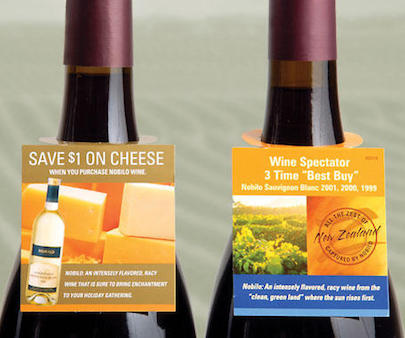 SAVE $1 ON CHEESE
WHEN YOU PURCHASE NOBILO WINE.
NOBILO
NOBILO: AN INTENSELY FLAVORED, RACY
WINE THAT IS SURE TO BRING ENCHANTMENT
TO YOUR HOLIDAY GATHERING.
Wine Spectator
3 Time "Best Buy"
Nobilo Sauvignon Blanc 2001, 2000, 1999
ALL THE ZEST OF
New Zealand
CAPTURED BY NOBILO
Nobilo: An intensely flavored, racy wine from the
"clean, green land" where the sun rises first.